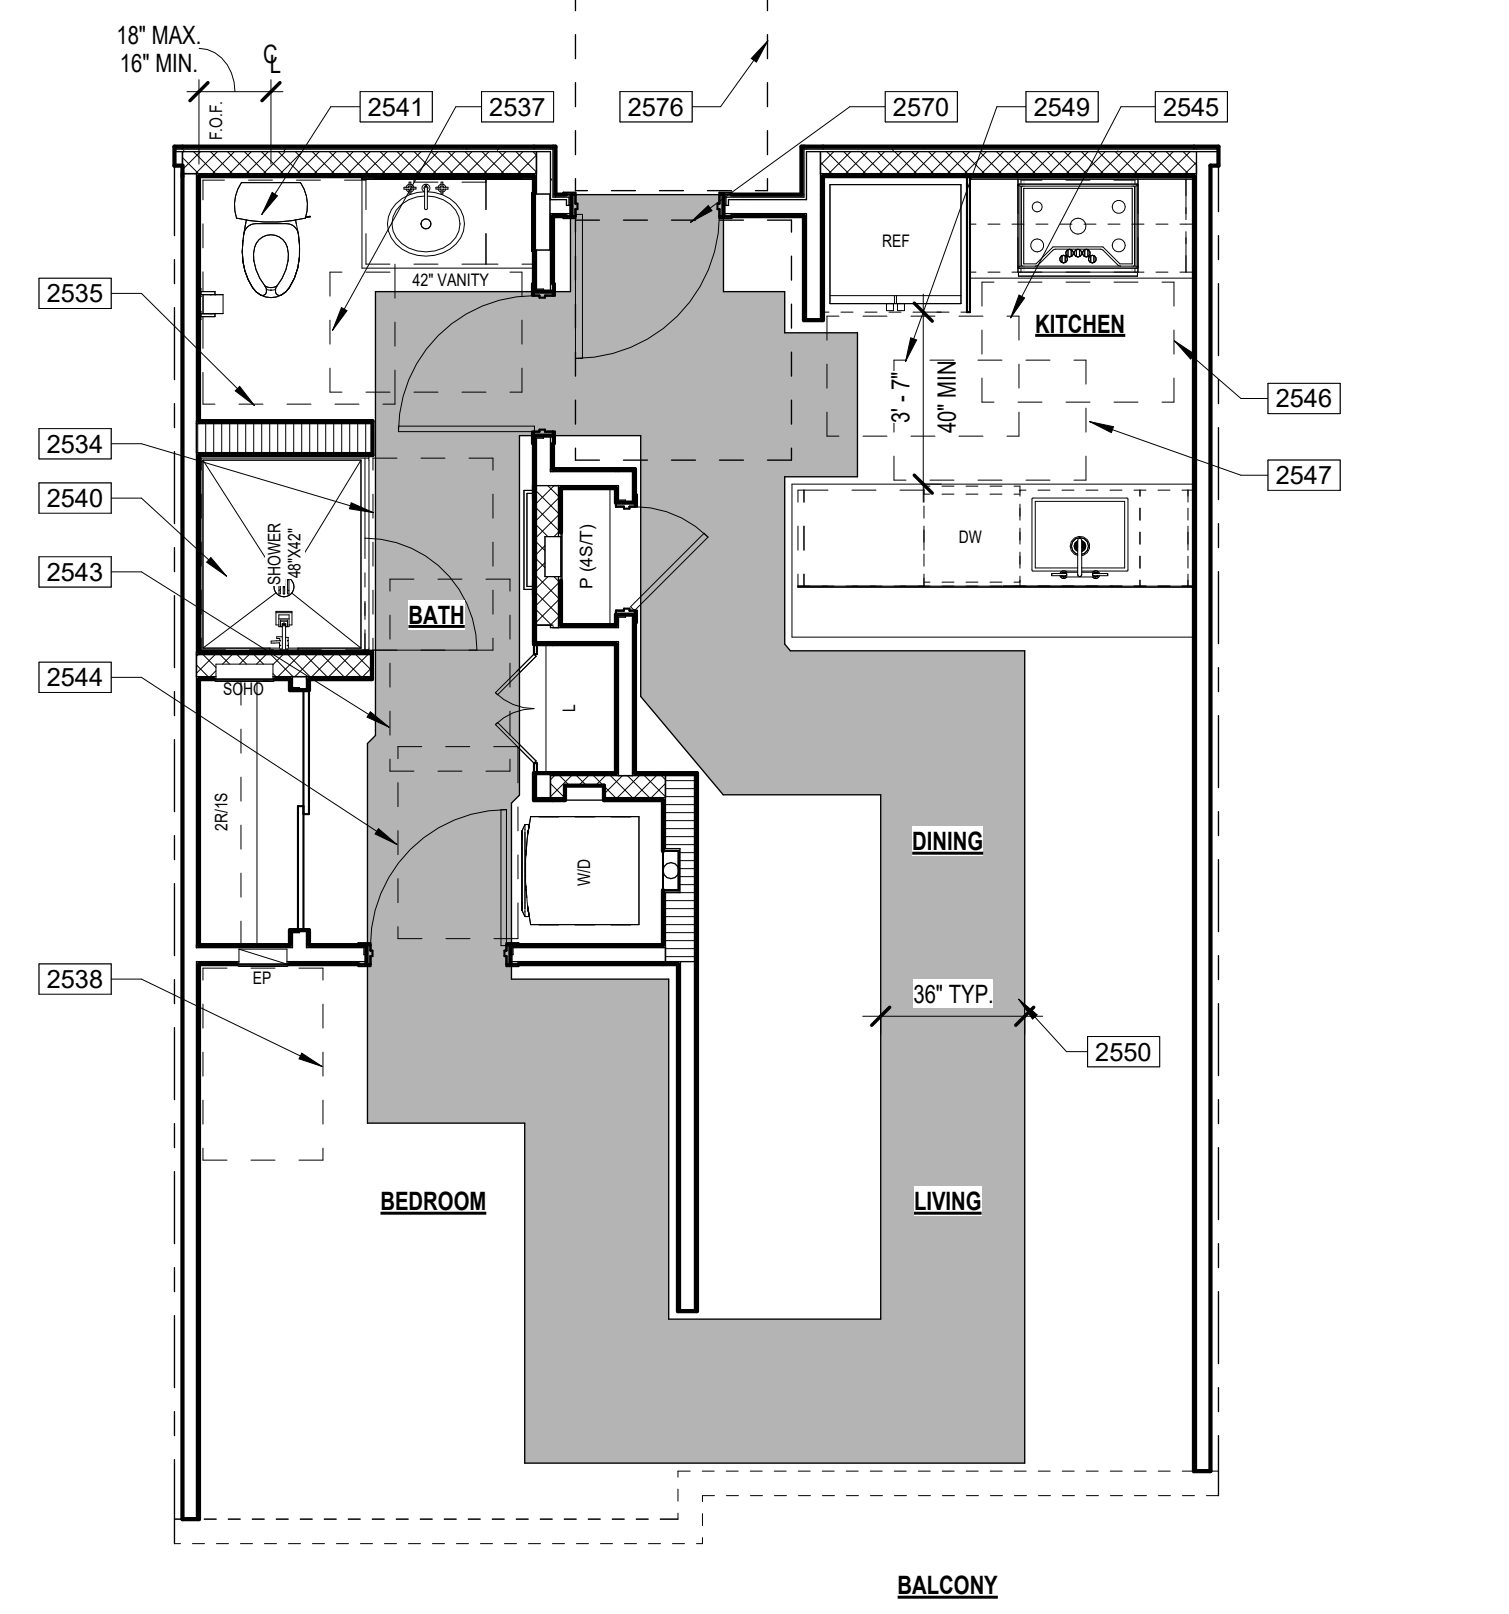 18" MAX.
16" MIN.
CL
F.O.F.
2541
2537
2576
2570
2549
2545
REF
42" VANITY
KITCHEN
2535
3' - 7"
40" MIN
2546
2534
2547
2540
SHOWER
48"X42"
P (4S/T)
DW
2543
BATH
2544
SOHO
L
2R/1S
W/D
DINING
2538
EP
36" TYP.
2550
BEDROOM
LIVING
BALCONY